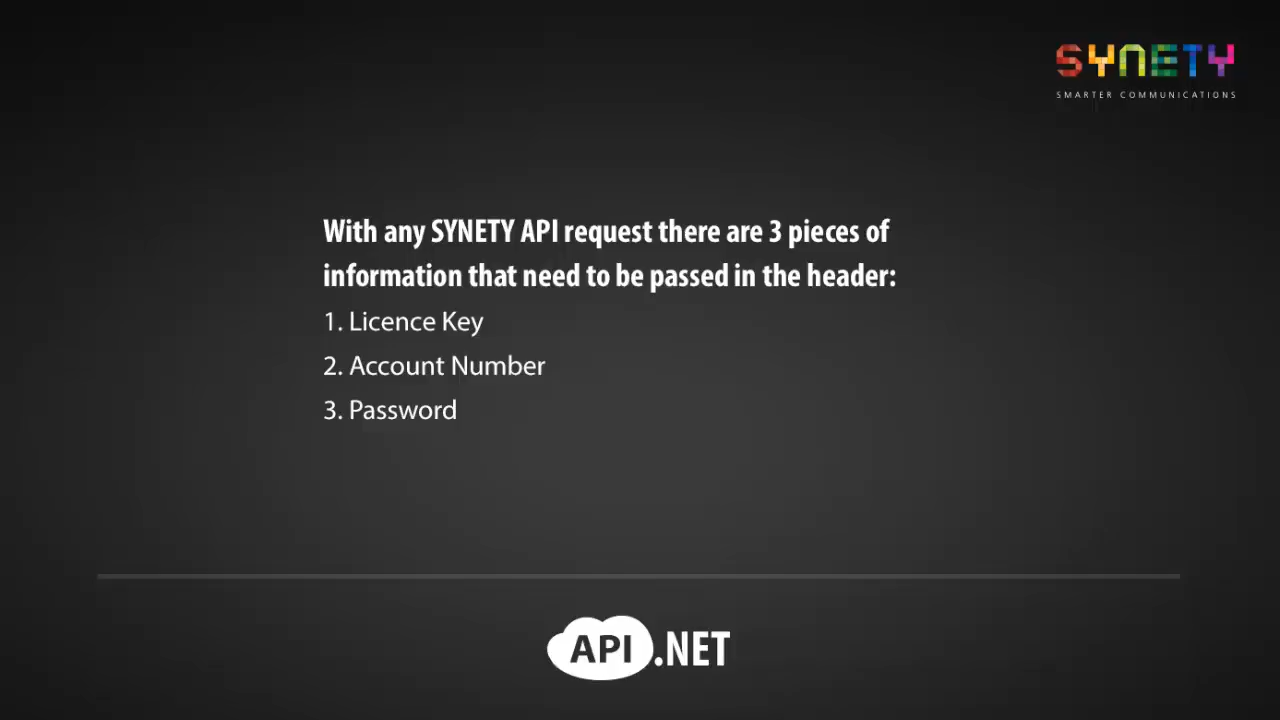 SYNETY
SMARTER COMMUNICATIONS
With any SYNETY API request there are 3 pieces of
information that need to be passed in the header:
1. Licence Key
2. Account Number
3. Password
API.NET